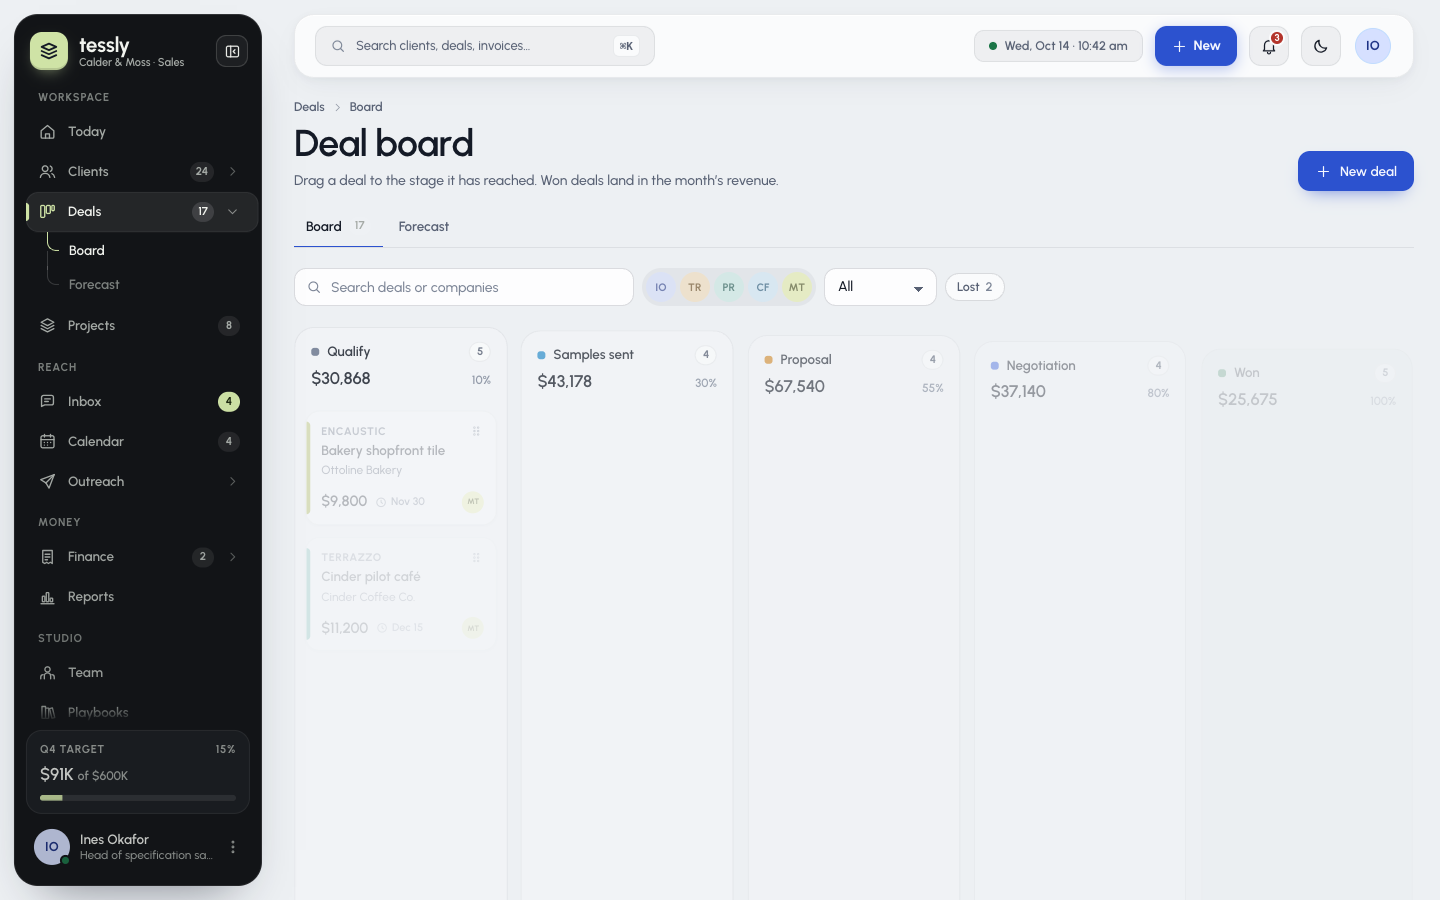 tessly
Calder & Moss · Sales
WORKSPACE
Today
Clients 24
Deals 17
Board
Forecast
Projects 8
REACH
Inbox 4
Calendar 4
Outreach
MONEY
Finance 2
Reports
STUDIO
Team
Playbooks
Q4 TARGET 15%
$91K of $600K
IO
Ines Okafor
Head of specification sa...
Search clients, deals, invoices... ⌘K
Wed, Oct 14 · 10:42 am
New
3
IO
Deals Board
Deal board
Drag a deal to the stage it has reached. Won deals land in the month's revenue.
New deal
Board 17 Forecast
Search deals or companies
IO TR PR CF MT
All
Lost 2
Qualify 5
$30,868 10%
ENCAUSTIC
Bakery shopfront tile
Ottoline Bakery
$9,800 Nov 30 MT
TERRAZZO
Cinder pilot café
Cinder Coffee Co.
$11,200 Dec 15 MT
Samples sent 4
$43,178 30%
Proposal 4
$67,540 55%
Negotiation 4
$37,140 80%
Won 5
$25,675 100%